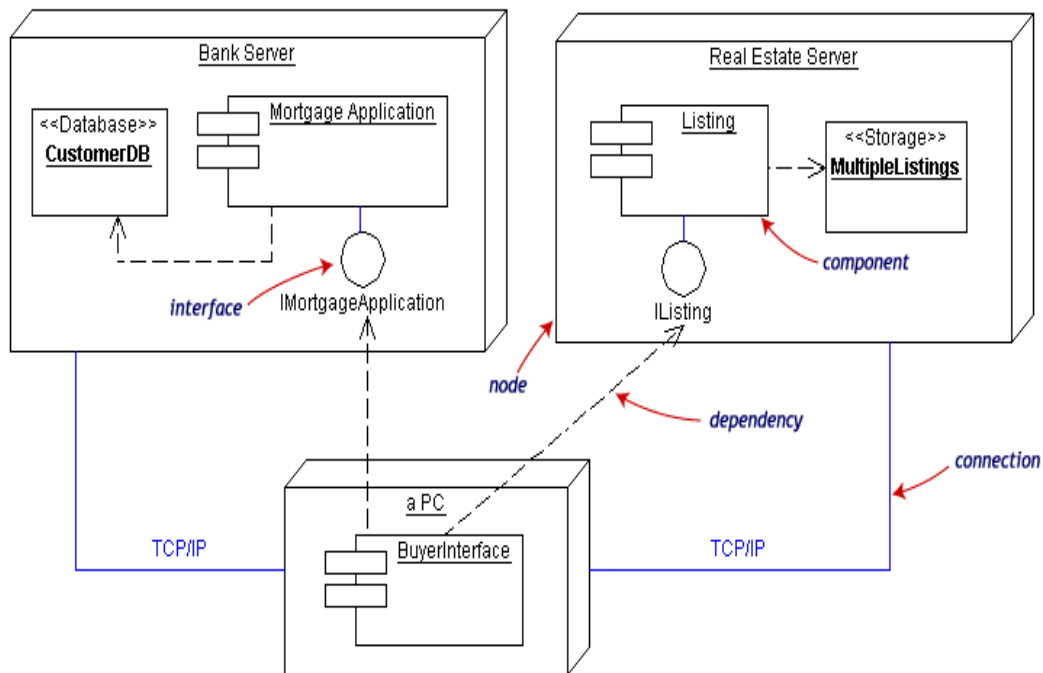 Bank Server
<<Database>>
CustomerDB
Mortgage Application
interface
IMortgageApplication
Real Estate Server
Listing
<<Storage>>
MultipleListings
component
IListing
node
dependency
connection
a PC
BuyerInterface
TCP/IP
TCP/IP